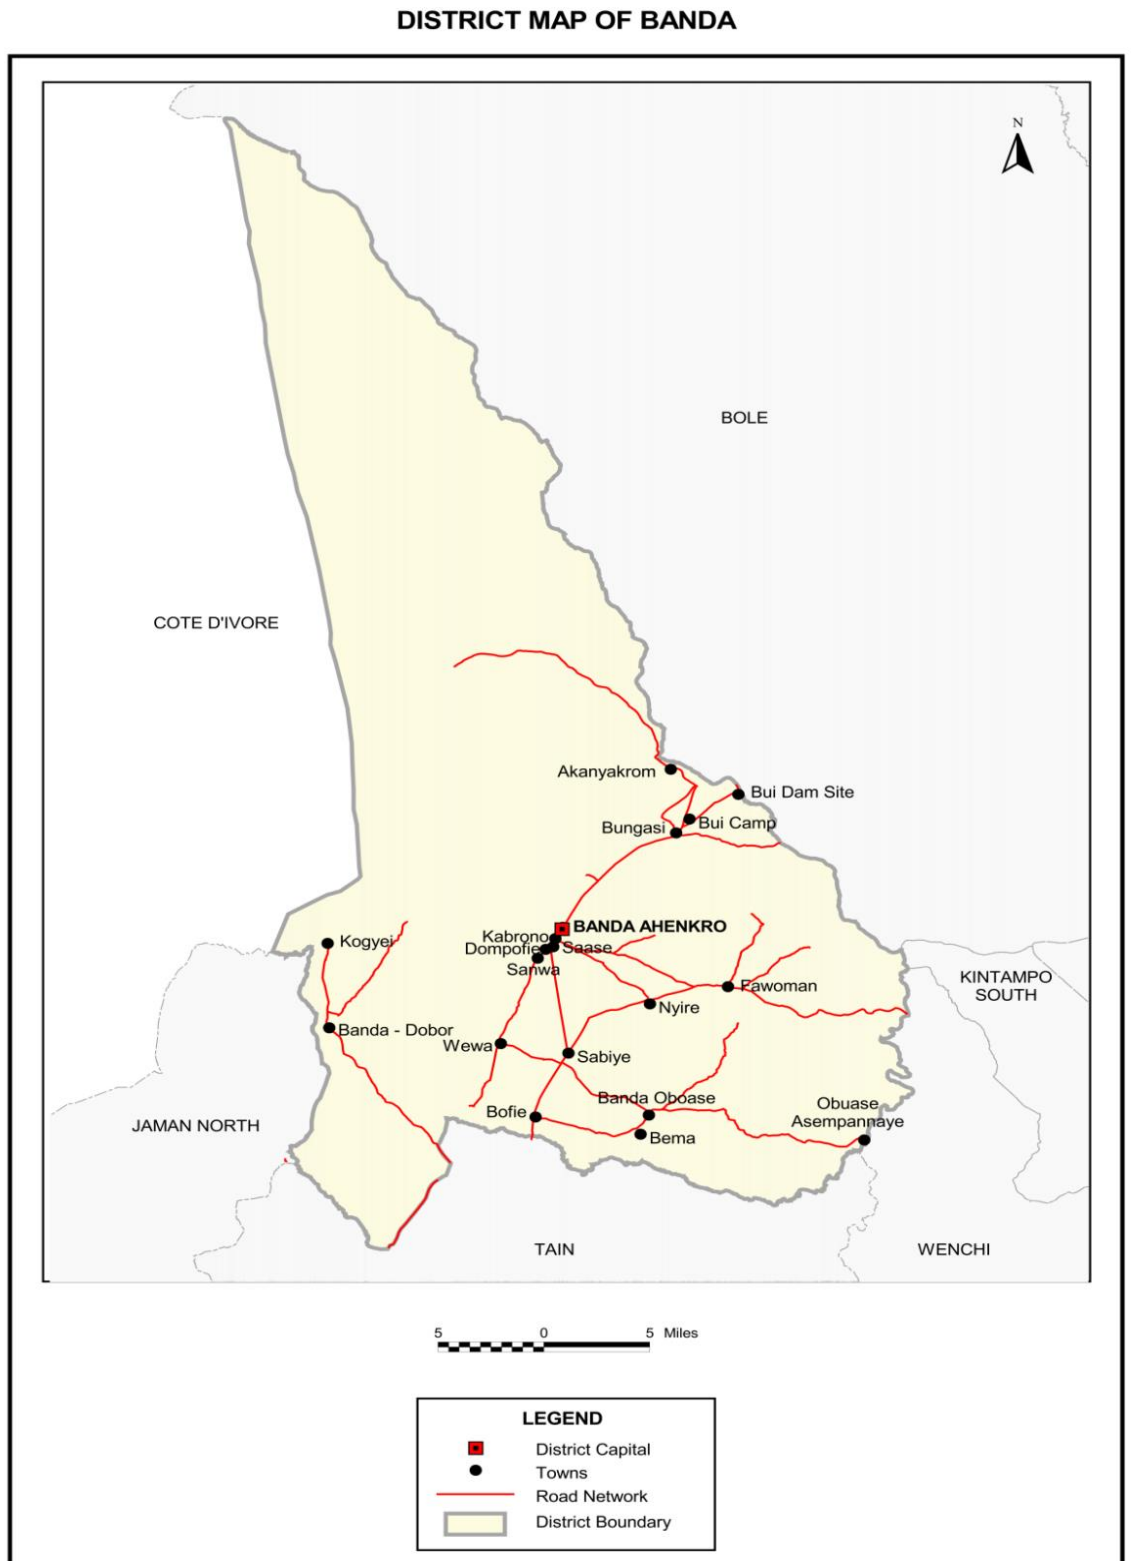 DISTRICT MAP OF BANDA
N
BOLE
COTE D'IVORE
Akanyakrom
Bui Dam Site
Bui Camp
Bungasi
BANDA AHENKRO
Kabrono
Kogyei
Dompofie
Saase
Sanwa
KINTAMPO
SOUTH
Fawoman
Nyire
Banda - Dobor
Wewa
Sabiye
Banda Oboase
Obuase
Asempannaye
Bofie
JAMAN NORTH
Bema
TAIN
WENCHI
5 0 5 Miles
LEGEND
District Capital
Towns
Road Network
District Boundary